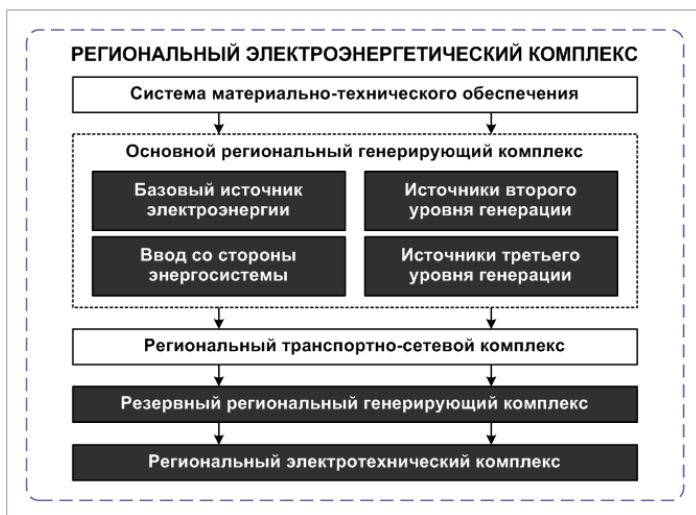 РЕГИОНАЛЬНЫЙ ЭЛЕКТРОЭНЕРГЕТИЧЕСКИЙ КОМПЛЕКС
Система материально-технического обеспечения
Основной региональный генерирующий комплекс
Базовый источник
электроэнергии
Источники второго
уровня генерации
Ввод со стороны
энергосистемы
Источники третьего
уровня генерации
Региональный транспортно-сетевой комплекс
Резервный региональный генерирующий комплекс
Региональный электротехнический комплекс